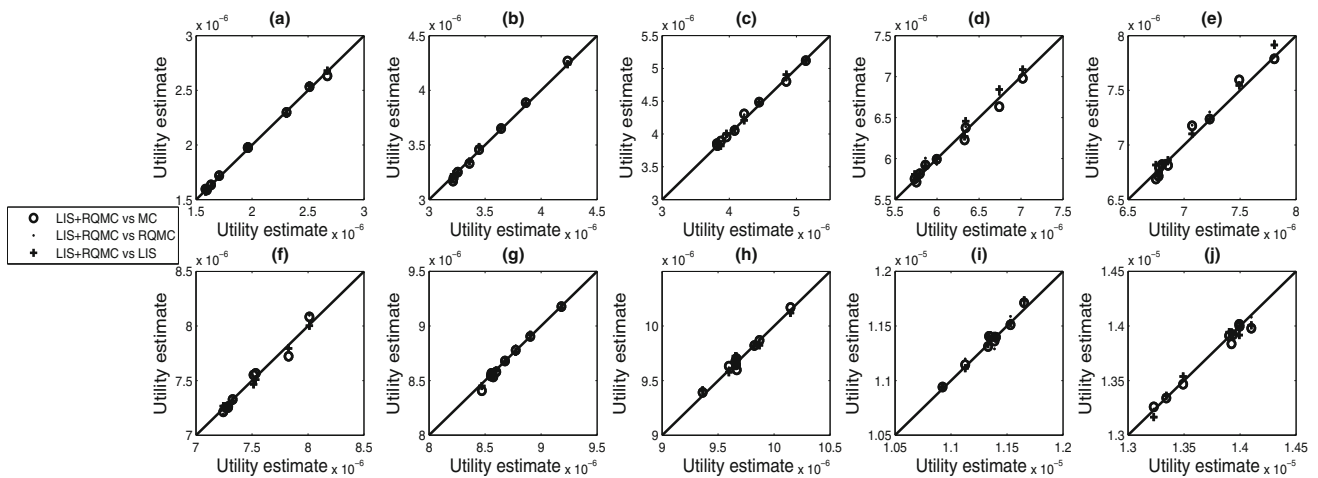 (a)
x 10⁻⁶
3
2.5
2
1.5
Utility estimate
1.5 2 2.5 3
Utility estimate x 10⁻⁶
(b)
x 10⁻⁶
4.5
4
3.5
3
Utility estimate
3 3.5 4 4.5
Utility estimate x 10⁻⁶
(c)
x 10⁻⁶
6
5.5
5
4.5
4
3.5
3
Utility estimate
3 4 5 6
Utility estimate x 10⁻⁶
(d)
x 10⁻⁶
7.5
7
6.5
6
5.5
Utility estimate
5.5 6 6.5 7 7.5
Utility estimate x 10⁻⁶
(e)
x 10⁻⁶
8
7.5
7
6.5
Utility estimate
6.5 7 7.5 8
Utility estimate x 10⁻⁶
LIS+RQMC vs MC
LIS+RQMC vs RQMC
LIS+RQMC vs LIS
(f)
x 10⁻⁶
8.5
8
7.5
7
Utility estimate
7 7.5 8 8.5
Utility estimate x 10⁻⁶
(g)
x 10⁻⁶
9.5
9
8.5
8
Utility estimate
8 8.5 9 9.5
Utility estimate x 10⁻⁶
(h)
x 10⁻⁶
10
9.5
9
Utility estimate
9 9.5 10 10.5
Utility estimate x 10⁻⁶
(i)
x 10⁻⁵
1.2
1.15
1.1
1.05
Utility estimate
1.05 1.1 1.15 1.2
Utility estimate x 10⁻⁵
(j)
x 10⁻⁵
1.45
1.4
1.35
1.3
Utility estimate
1.3 1.35 1.4 1.45
Utility estimate x 10⁻⁵